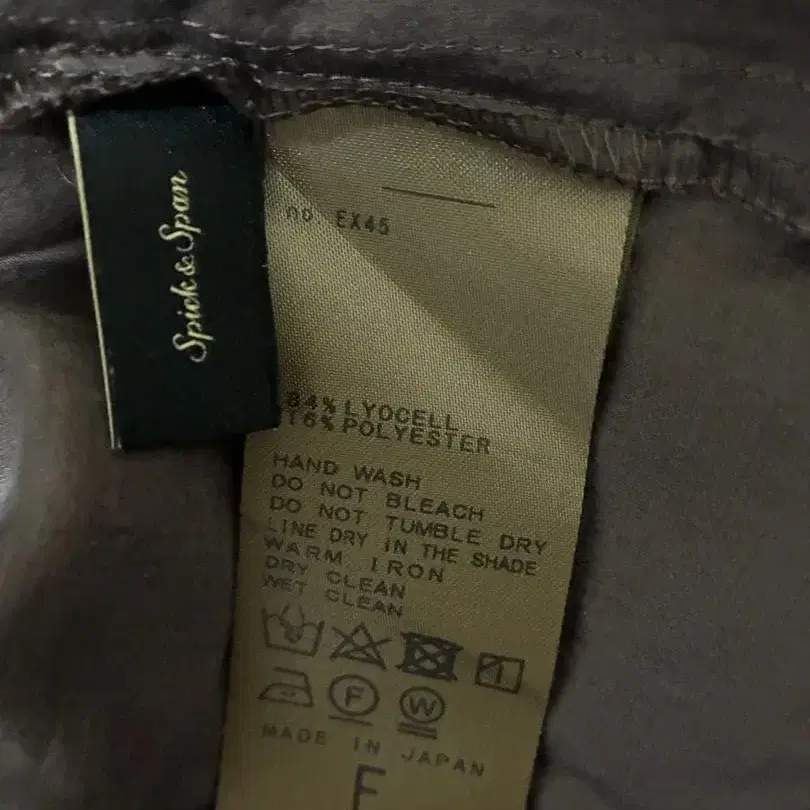 Spick&Span
no. EX45
84% LYOCELL
16% POLYESTER
HAND WASH
DO NOT BLEACH
DO NOT TUMBLE DRY
LINE DRY IN THE SHADE
WARM IRON
DRY CLEAN
WET CLEAN
F
W
MADE IN JAPAN
F